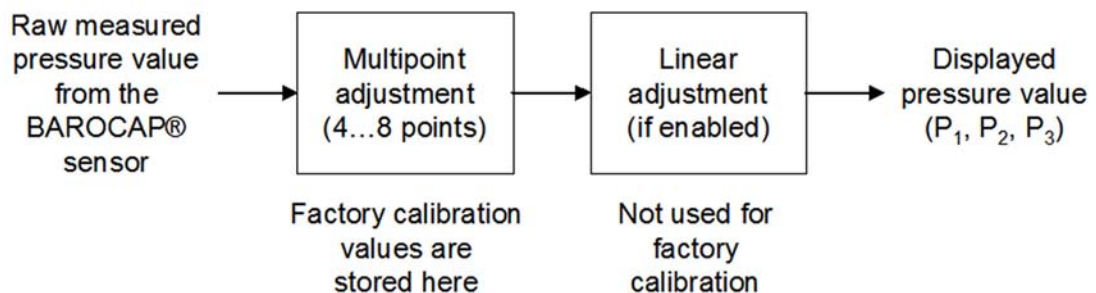 Raw measured
pressure value
from the
BAROCAP®
sensor
Multipoint
adjustment
(4…8 points)
Linear
adjustment
(if enabled)
Displayed
pressure value
(P₁, P₂, P₃)
Factory calibration
values are
stored here
Not used for
factory
calibration